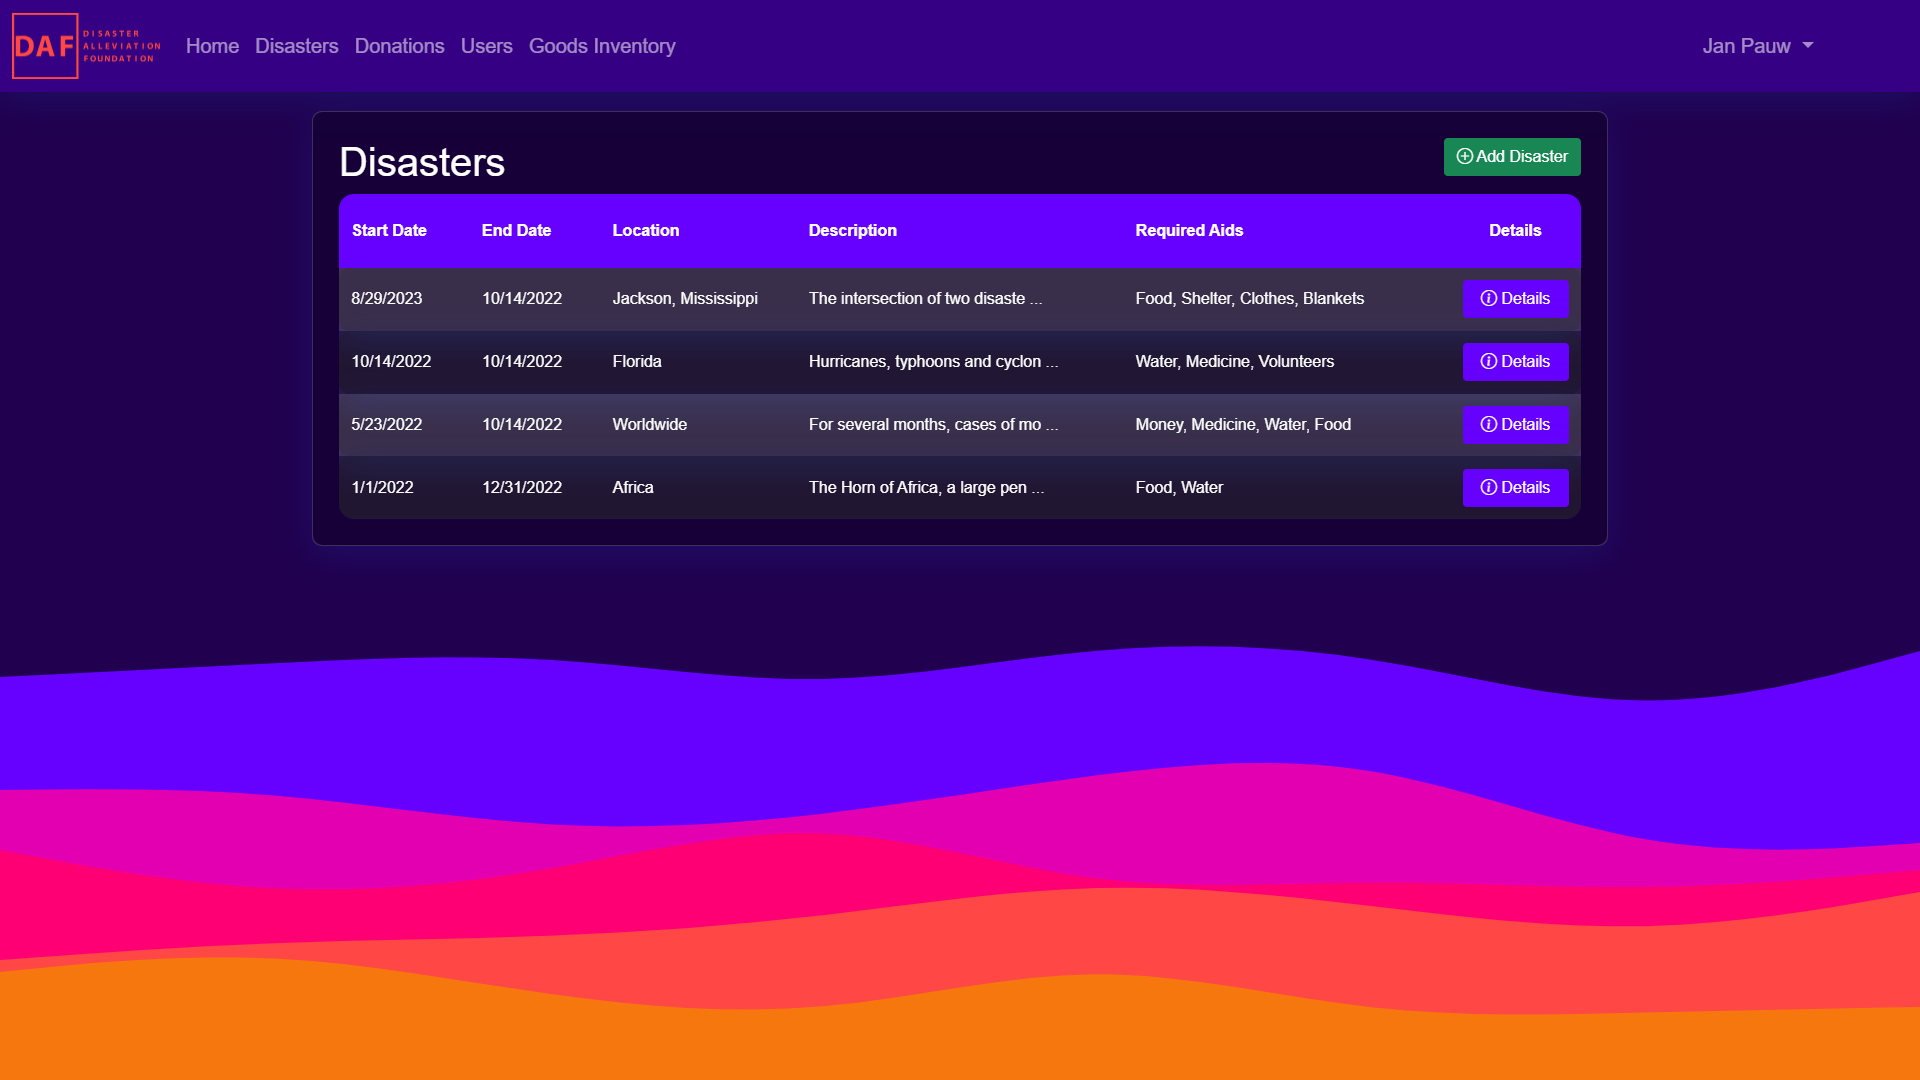 DAF
DISASTER
ALLEVIATION
FOUNDATION
Home Disasters Donations Users Goods Inventory Jan Pauw
Disasters
Add Disaster
Start Date End Date Location Description Required Aids Details
8/29/2023 10/14/2022 Jackson, Mississippi The intersection of two disaste ... Food, Shelter, Clothes, Blankets Details
10/14/2022 10/14/2022 Florida Hurricanes, typhoons and cyclon ... Water, Medicine, Volunteers Details
5/23/2022 10/14/2022 Worldwide For several months, cases of mo ... Money, Medicine, Water, Food Details
1/1/2022 12/31/2022 Africa The Horn of Africa, a large pen ... Food, Water Details